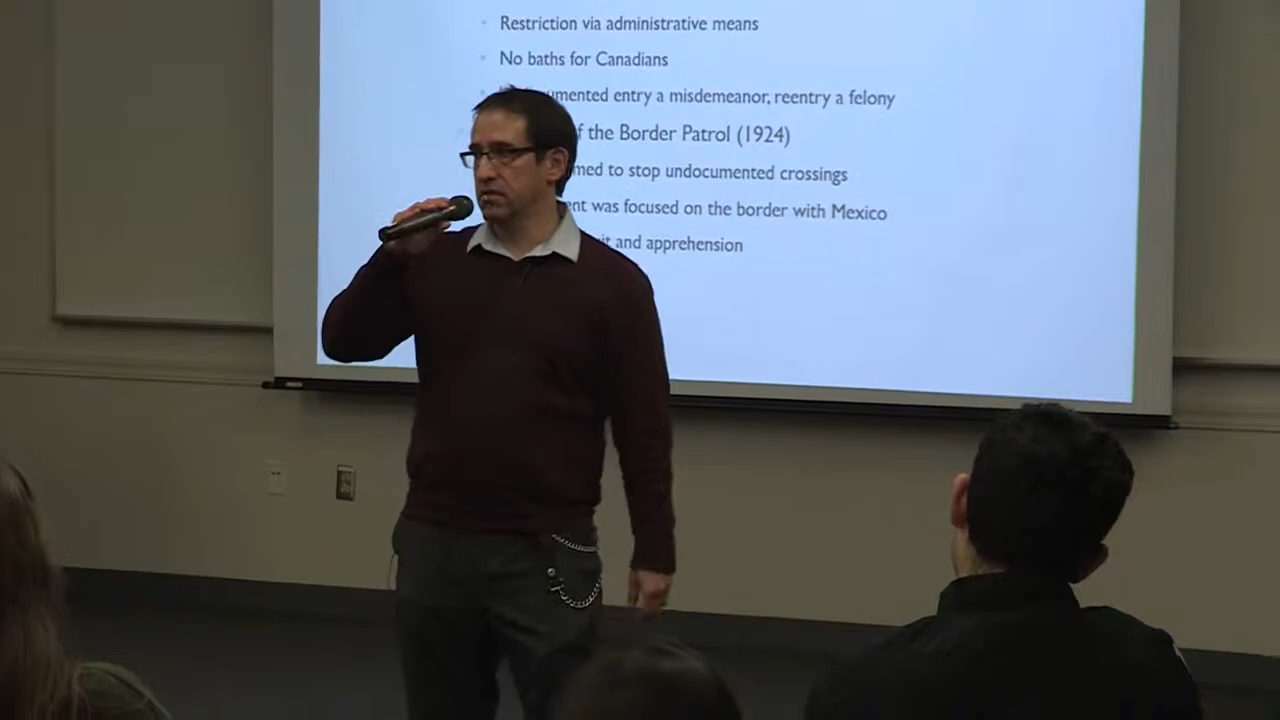 Restriction via administrative means
No baths for Canadians
umented entry a misdemeanor, reentry a felony
f the Border Patrol (1924)
med to stop undocumented crossings
ent was focused on the border with Mexico
it and apprehension